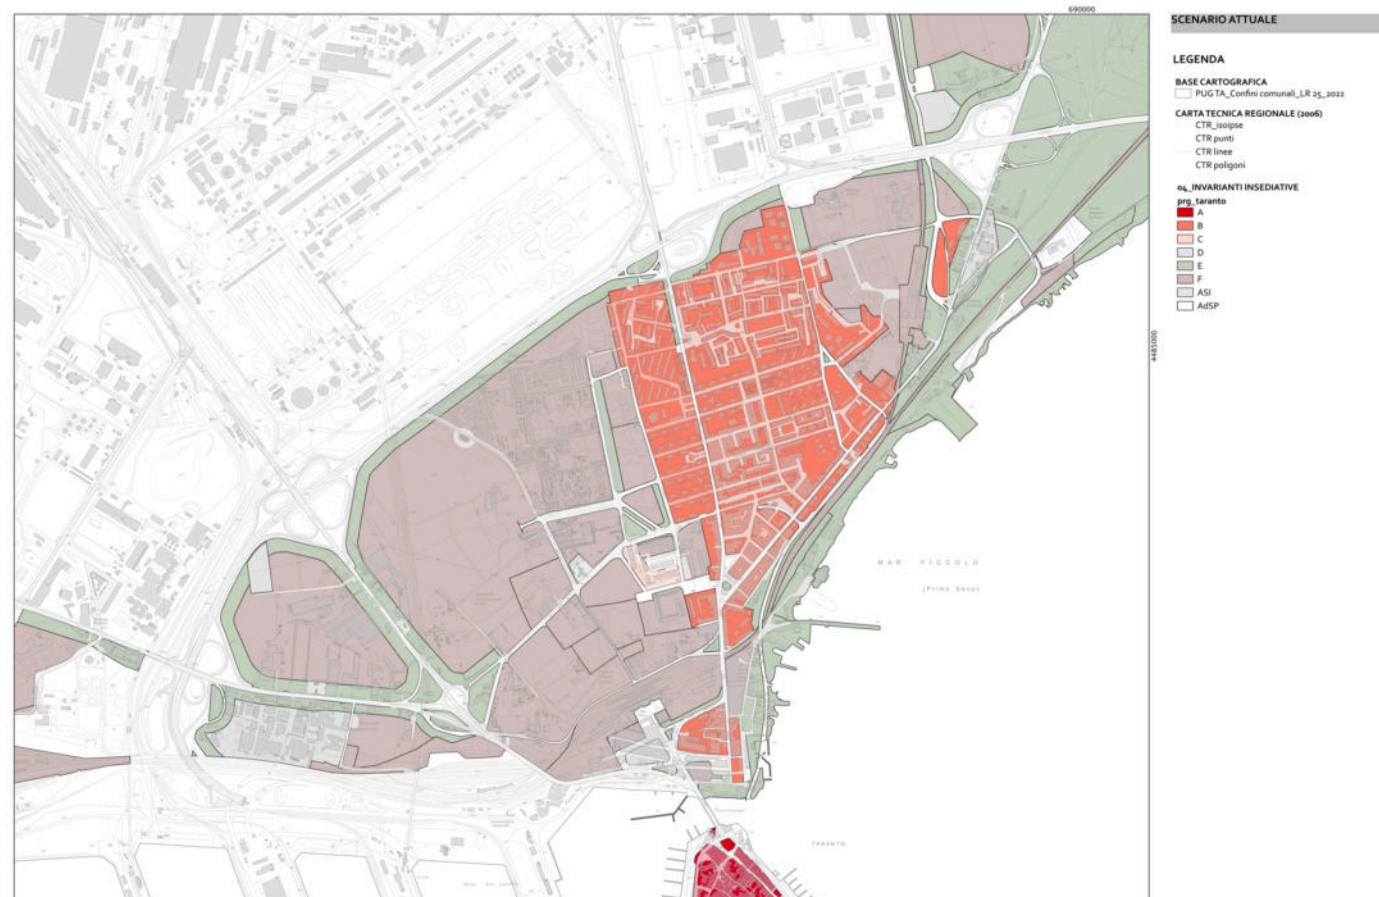 690000
SCENARIO ATTUALE
LEGENDA
BASE CARTOGRAFICA
PUG TA_Confini comunali_LR 25_2022
CARTA TECNICA REGIONALE (2006)
CTR_isoipse
CTR punti
CTR linee
CTR poligoni
04_INVARIANTI INSEDIATIVE
prg_taranto
A
B
C
D
E
F
ASI
AdSP
4485000
MAR PICCOLO
(Primo Seno)
TARANTO